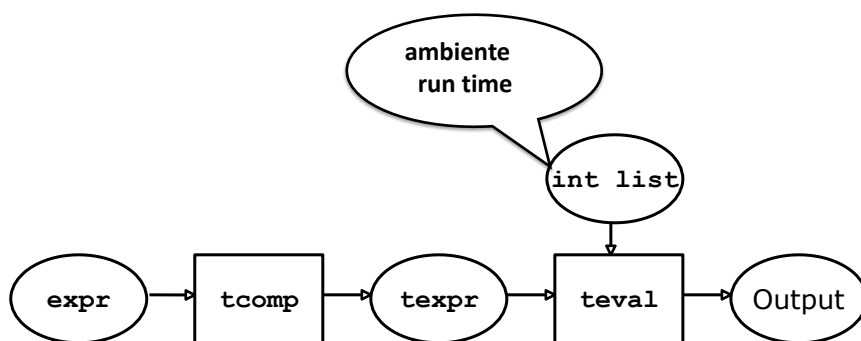 ambiente
run time
int list
expr
tcomp
texpr
teval
Output